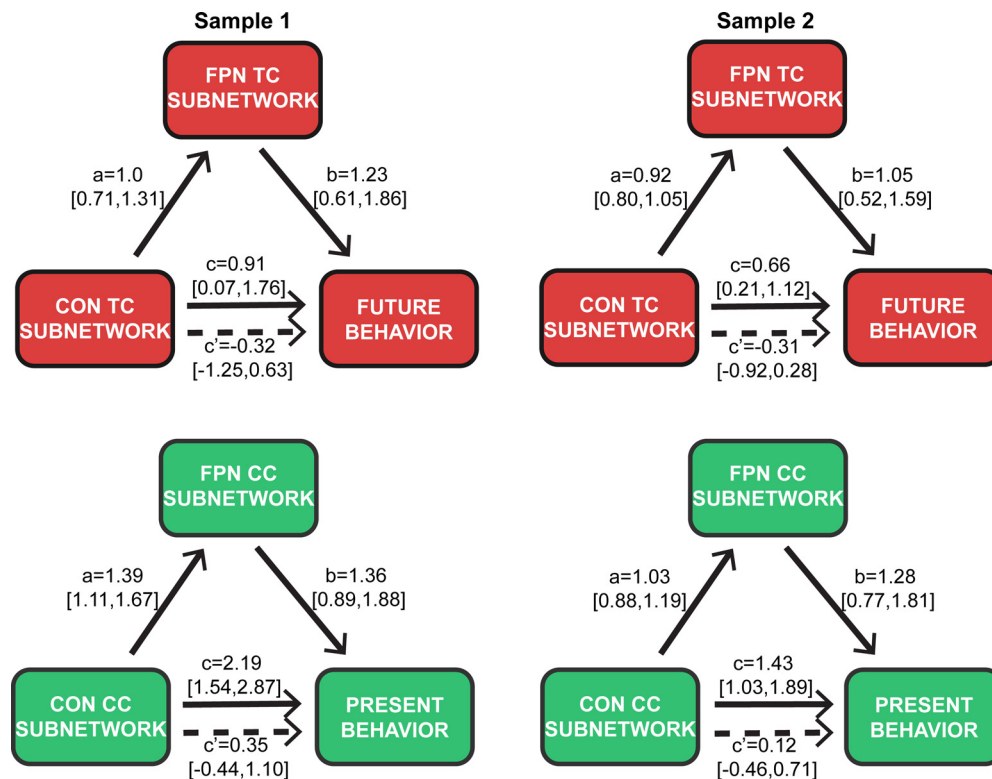 Sample 1
FPN TC
SUBNETWORK
a=1.0
[0.71,1.31]
b=1.23
[0.61,1.86]
CON TC
SUBNETWORK
c=0.91
[0.07,1.76]
c'=-0.32
[-1.25,0.63]
FUTURE
BEHAVIOR
Sample 2
FPN TC
SUBNETWORK
a=0.92
[0.80,1.05]
b=1.05
[0.52,1.59]
CON TC
SUBNETWORK
c=0.66
[0.21,1.12]
c'=-0.31
[-0.92,0.28]
FUTURE
BEHAVIOR
FPN CC
SUBNETWORK
a=1.39
[1.11,1.67]
b=1.36
[0.89,1.88]
CON CC
SUBNETWORK
c=2.19
[1.54,2.87]
c'=0.35
[-0.44,1.10]
PRESENT
BEHAVIOR
FPN CC
SUBNETWORK
a=1.03
[0.88,1.19]
b=1.28
[0.77,1.81]
CON CC
SUBNETWORK
c=1.43
[1.03,1.89]
c'=0.12
[-0.46,0.71]
PRESENT
BEHAVIOR